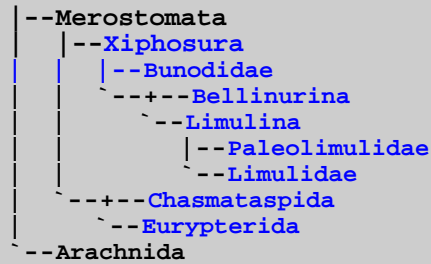 |--Merostomata
|  |--Xiphosura
|  |  |--Bunodidae
|  |  `--+--Bellinurina
|  |     `--Limulina
|  |        |--Paleolimulidae
|  |        `--Limulidae
|  `--+--Chasmataspida
|     `--Eurypterida
`--Arachnida